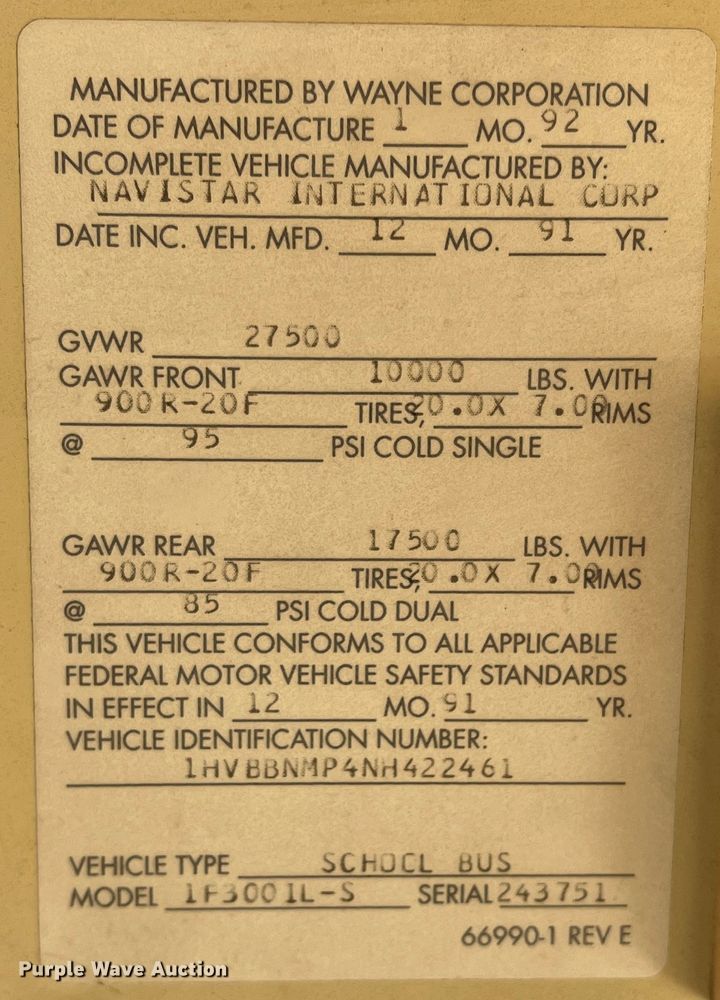 MANUFACTURED BY WAYNE CORPORATION
DATE OF MANUFACTURE 1 MO. 92 YR.
INCOMPLETE VEHICLE MANUFACTURED BY:
NAVISTAR INTERNATIONAL CORP
DATE INC. VEH. MFD. 12 MO. 91 YR.
GVWR 27500
GAWR FRONT 10000 LBS. WITH
900R-20F TIRES, 20.0X 7.00 RIMS
@ 95 PSI COLD SINGLE
GAWR REAR 17500 LBS. WITH
900R-20F TIRES, 20.0X 7.00 RIMS
@ 85 PSI COLD DUAL
THIS VEHICLE CONFORMS TO ALL APPLICABLE
FEDERAL MOTOR VEHICLE SAFETY STANDARDS
IN EFFECT IN 12 MO. 91 YR.
VEHICLE IDENTIFICATION NUMBER:
1HVBBNMP4NH422461
VEHICLE TYPE SCHOOL BUS
MODEL 1F3001L-S SERIAL 243751
66990-1 REV E
Purple Wave Auction